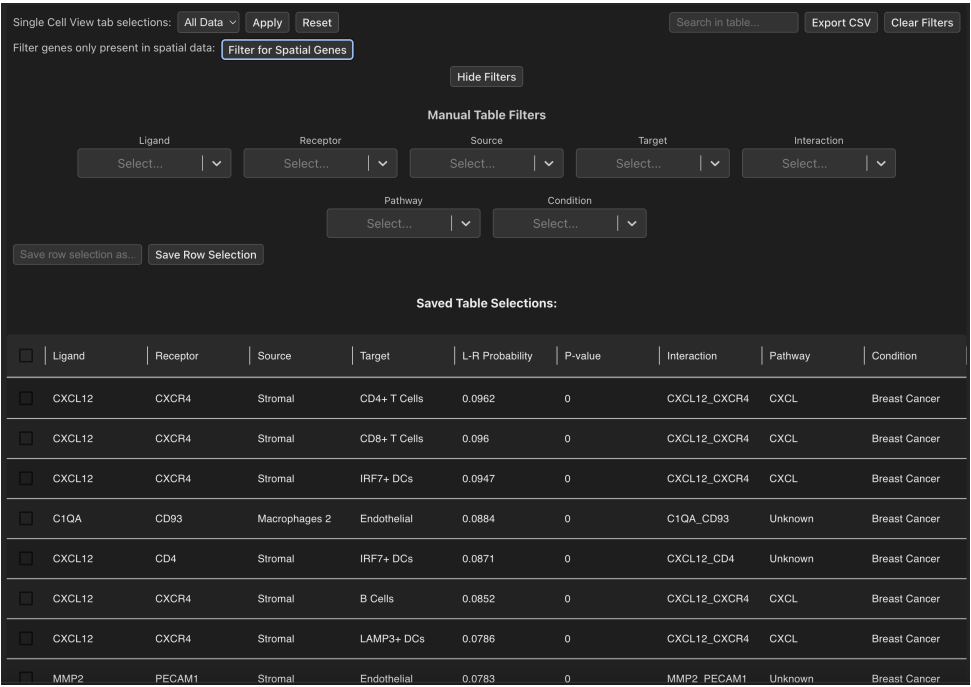 Single Cell View tab selections: All Data Apply Reset Search in table... Export CSV Clear Filters
Filter genes only present in spatial data: Filter for Spatial Genes
Hide Filters
Manual Table Filters
Ligand Receptor Source Target Interaction
Select... Select... Select... Select... Select...
Pathway Condition
Select... Select...
Save row selection as... Save Row Selection
Saved Table Selections:
Ligand Receptor Source Target L-R Probability P-value Interaction Pathway Condition
CXCL12 CXCR4 Stromal CD4+ T Cells 0.0962 0 CXCL12_CXCR4 CXCL Breast Cancer
CXCL12 CXCR4 Stromal CD8+ T Cells 0.096 0 CXCL12_CXCR4 CXCL Breast Cancer
CXCL12 CXCR4 Stromal IRF7+ DCs 0.0947 0 CXCL12_CXCR4 CXCL Breast Cancer
C1QA CD93 Macrophages 2 Endothelial 0.0884 0 C1QA_CD93 Unknown Breast Cancer
CXCL12 CD4 Stromal IRF7+ DCs 0.0871 0 CXCL12_CD4 Unknown Breast Cancer
CXCL12 CXCR4 Stromal B Cells 0.0852 0 CXCL12_CXCR4 CXCL Breast Cancer
CXCL12 CXCR4 Stromal LAMP3+ DCs 0.0786 0 CXCL12_CXCR4 CXCL Breast Cancer
MMP2 PECAM1 Stromal Endothelial 0.0783 0 MMP2_PECAM1 Unknown Breast Cancer